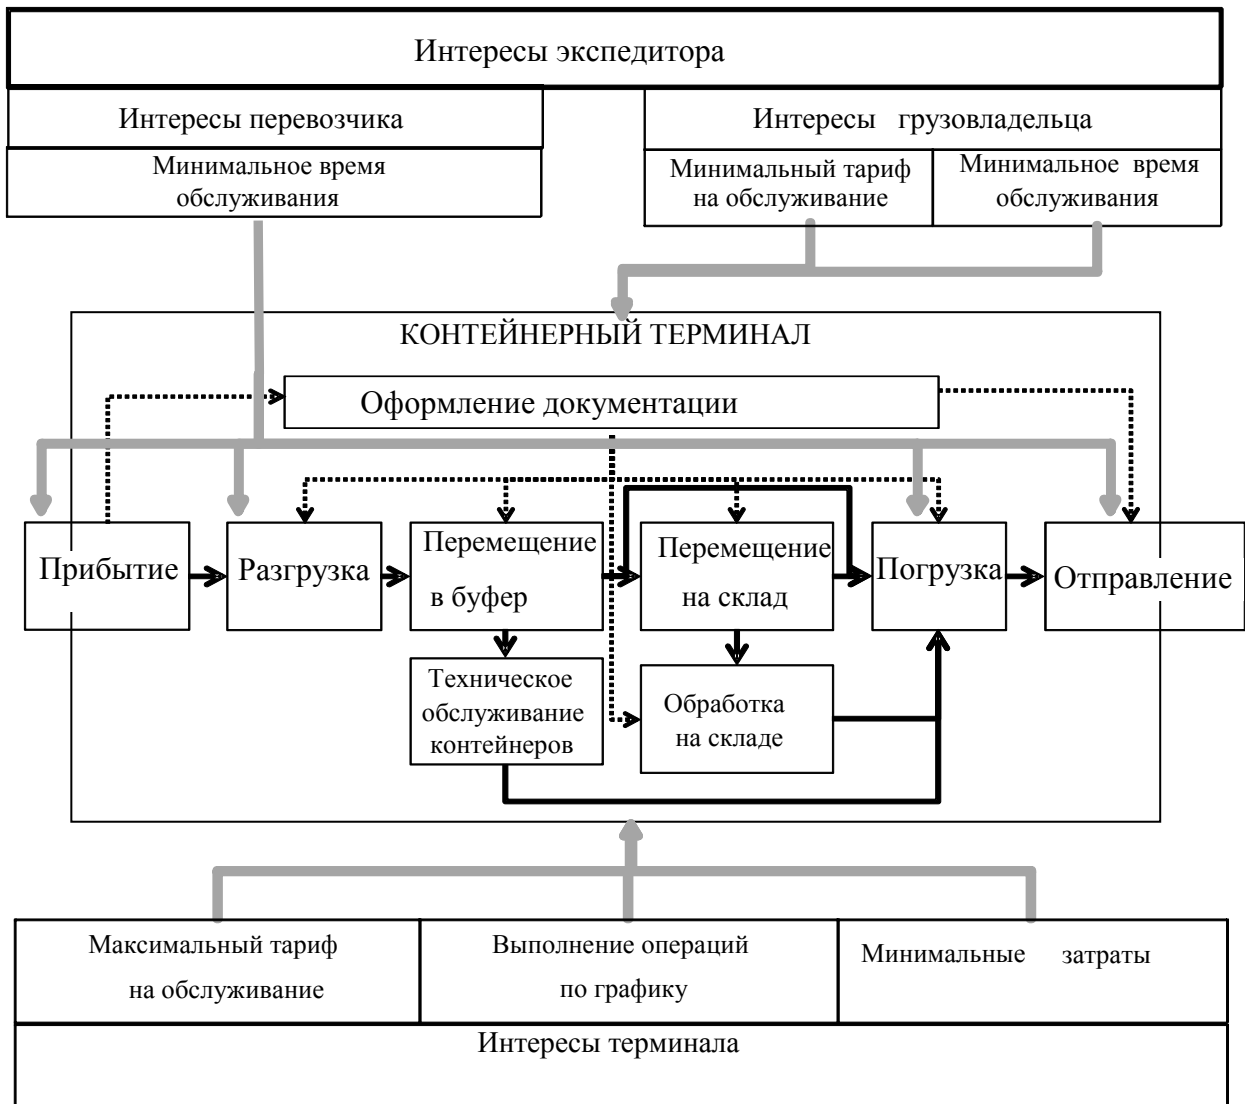 Интересы экспедитора
Интересы перевозчика
Интересы грузовладельца
Минимальное время
обслуживания
Минимальный тариф
на обслуживание
Минимальное время
обслуживания
КОНТЕЙНЕРНЫЙ ТЕРМИНАЛ
Оформление документации
Прибытие
Разгрузка
Перемещение
в буфер
Перемещение
на склад
Погрузка
Отправление
Техническое
обслуживание
контейнеров
Обработка
на складе
Максимальный тариф
на обслуживание
Выполнение операций
по графику
Минимальные затраты
Интересы терминала